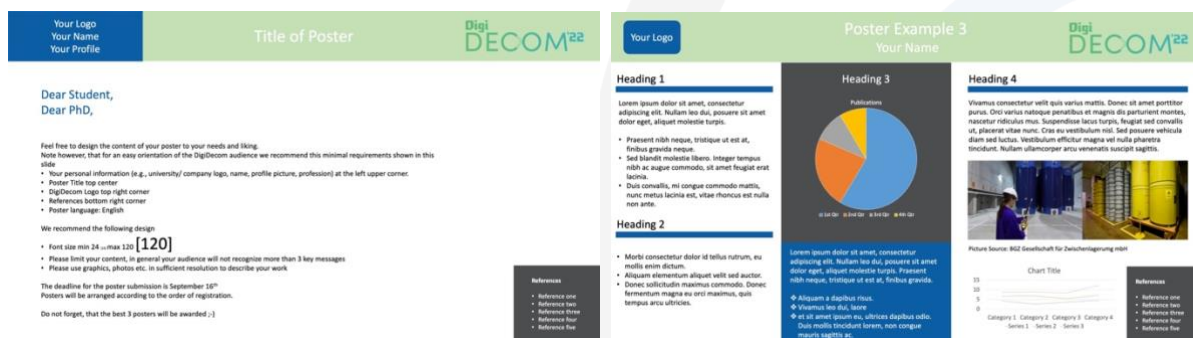 Your Logo
Your Name
Your Profile
Title of Poster
Digi
DECOM'22
Dear Student,
Dear PhD,
Feel free to design the content of your poster to your needs and liking.
Note however, that for an easy orientation of the DigiDecom audience we recommend this minimal requirements shown in this
slide
• Your personal information (e.g., university/ company logo, name, profile picture, profession) at the left upper corner.
• Poster Title top center
• DigiDecom Logo top right corner
• References bottom right corner
• Poster language: English
We recommend the following design
• Font size min 24 max 120 [120]
• Please limit your content, in general your audience will not recognize more than 3 key messages
• Please use graphics, photos etc. in sufficient resolution to describe your work
The deadline for the poster submission is September 16th
Posters will be arranged according to the order of registration.
Do not forget, that the best 3 posters will be awarded ;-)
References
• Reference one
• Reference two
• Reference three
• Reference four
• Reference five
Your Logo
Poster Example 3
Your Name
Digi
DECOM'22
Heading 1
Lorem ipsum dolor sit amet, consectetur
adipiscing elit. Nullam leo dui, posuere sit amet
dolor eget, aliquet molestie turpis.
• Praesent nibh neque, tristique ut est at,
finibus gravida neque.
• Sed blandit molestie libero. Integer tempus
nibh ac augue commodo, sit amet feugiat erat
lacinia.
• Duis convallis, mi congue commodo mattis,
nunc metus lacinia est, vitae rhoncus est nulla
non ante.
Heading 2
• Morbi consectetur dolor id tellus rutrum, eu
mollis enim dictum.
• Aliquam elementum aliquet velit sed auctor.
• Donec sollicitudin maximus commodo. Donec
fermentum magna eu orci maximus, quis
tempus arcu ultricies.
Heading 3
Publications
1st Qtr 2nd Qtr 3rd Qtr 4th Qtr
Lorem ipsum dolor sit amet, consectetur
adipiscing elit. Nullam leo dui, posuere sit amet
dolor eget, aliquet molestie turpis. Praesent
nibh neque, tristique ut est at, finibus gravida.
❖ Aliquam a dapibus risus.
❖ Vivamus leo dui, laore
❖ et sit amet ipsum eu, ultrices dapibus odio.
Duis mollis tincidunt lorem, non congue
mauris sagittis ac.
Heading 4
Vivamus consectetur velit quis varius mattis. Donec sit amet porttitor
purus. Orci varius natoque penatibus et magnis dis parturient montes,
nascetur ridiculus mus. Suspendisse lacus turpis, feugiat sed convallis
ut, placerat vitae nunc. Cras eu vestibulum nisl. Sed posuere vehicula
diam sed luctus. Vestibulum efficitur magna vel nulla pharetra
tincidunt. Nullam ullamcorper arcu venenatis suscipit sagittis.
Picture Source: BGZ Gesellschaft für Zwischenlagerumg mbH
Chart Title
15
10
5
0
Category 1 Category 2 Category 3 Category 4
Series 1 Series 2 Series 3
References
• Reference one
• Reference two
• Reference three
• Reference four
• Reference five